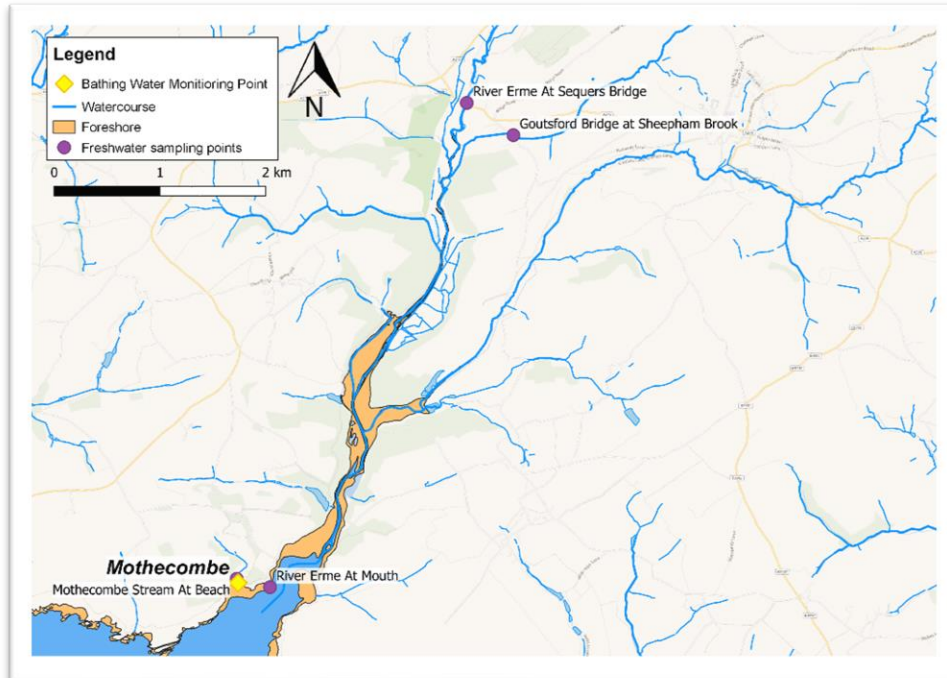 Legend
Bathing Water Monitoring Point
Watercourse
Foreshore
Freshwater sampling points
0 1 2 km
N
River Erme At Sequers Bridge
Goutsford Bridge at Sheepham Brook
Mothecombe
Mothecombe Stream At Beach
River Erme At Mouth